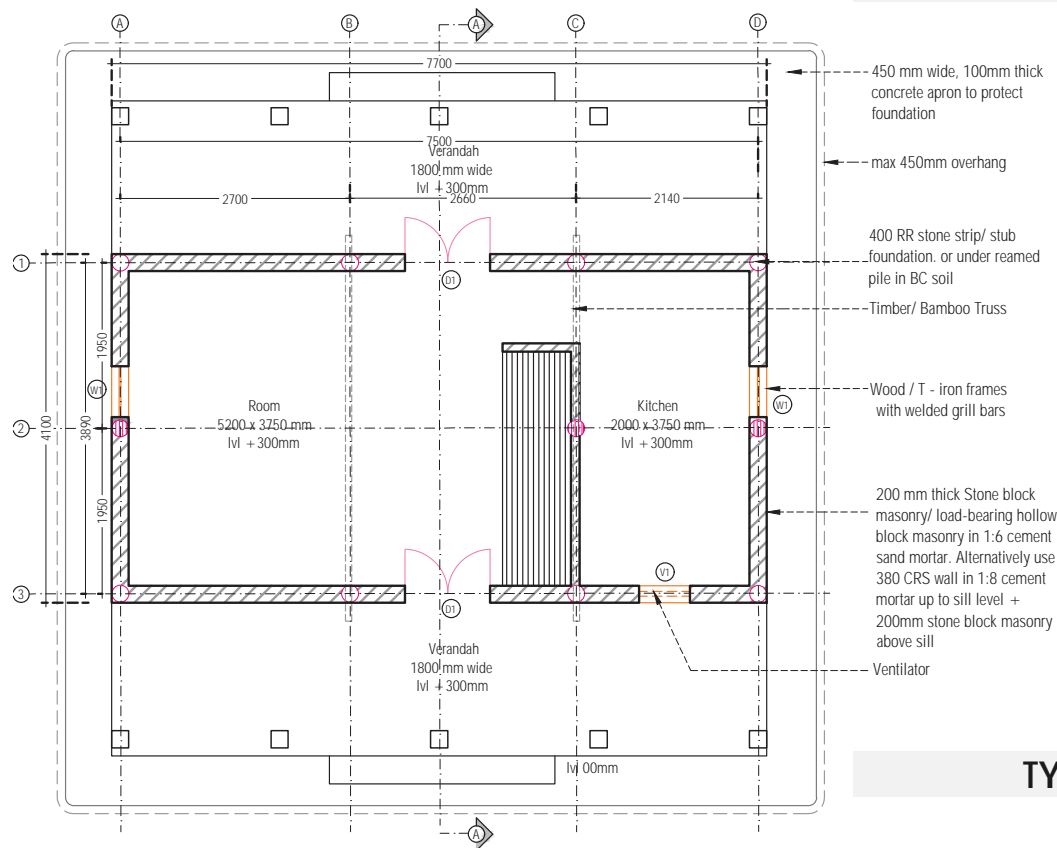 A
B
A
C
D
7700
450 mm wide, 100mm thick
concrete apron to protect
foundation
7500
Verandah
1800 mm wide
lvl +300mm
max 450mm overhang
2700
2660
2140
400 RR stone strip/ stub
foundation. or under reamed
pile in BC soil
1
D1
Timber/ Bamboo Truss
1950
W1
Wood / T - iron frames
with welded grill bars
W1
Room
5200 x 3750 mm
lvl +300mm
Kitchen
2000 x 3750 mm
lvl +300mm
2
4100
3890
1950
200 mm thick Stone block
masonry/ load-bearing hollow
block masonry in 1:6 cement
sand mortar. Alternatively use
380 CRS wall in 1:8 cement
mortar up to sill level +
200mm stone block masonry
above sill
V1
3
D1
Verandah
1800 mm wide
lvl +300mm
Ventilator
lvl 00mm
TY
A